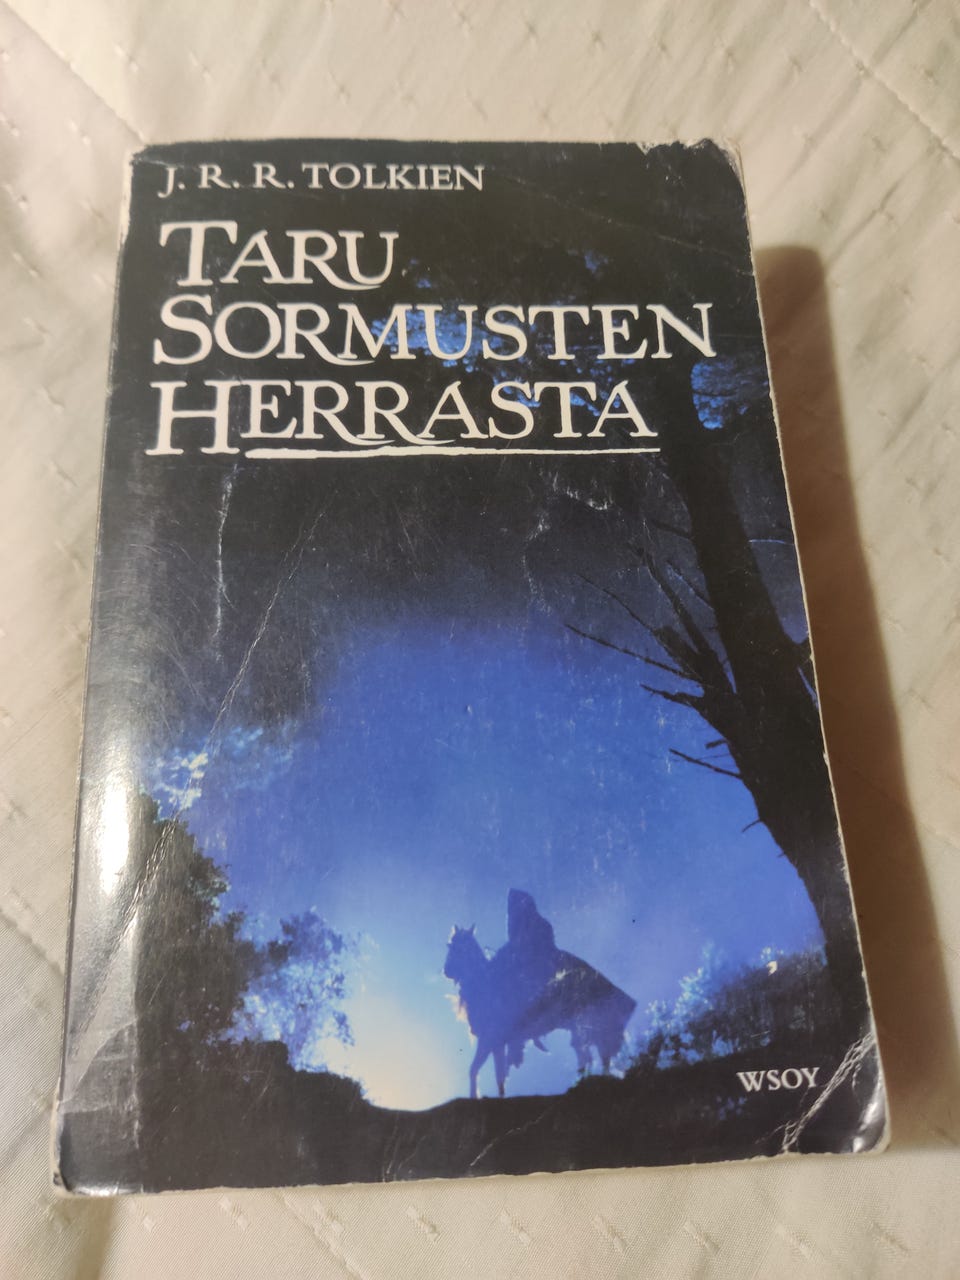 J. R. R. TOLKIEN
TARU
SORMUSTEN
HERRASTA
WSOY